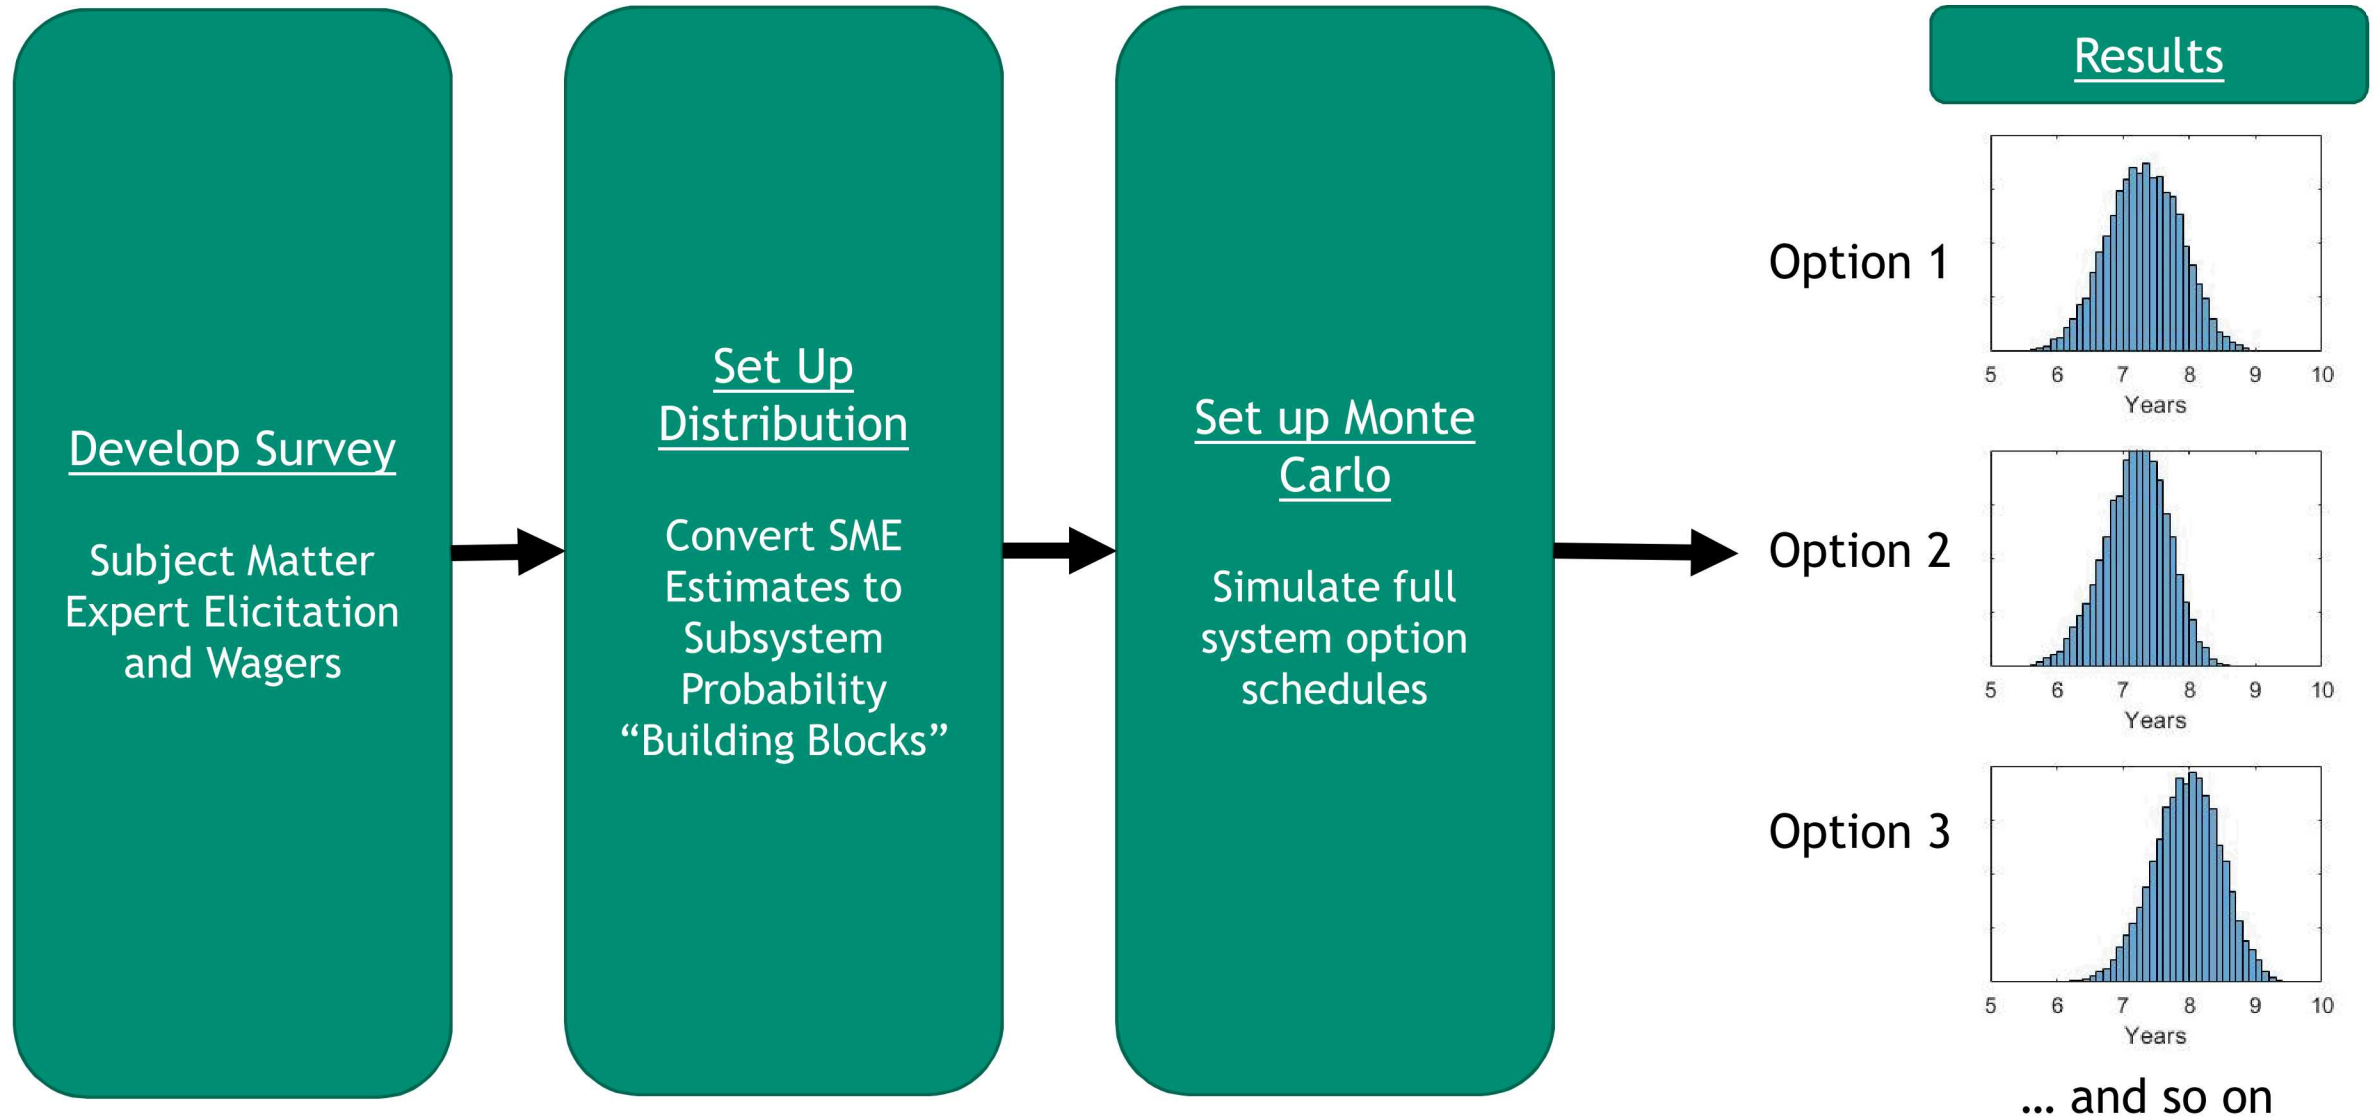 Develop Survey
Subject Matter
Expert Elicitation
and Wagers
Set Up
Distribution
Convert SME
Estimates to
Subsystem
Probability
“Building Blocks”
Set up Monte
Carlo
Simulate full
system option
schedules
Results
Option 1
5 6 7 8 9 10
Years
Option 2
5 6 7 8 9 10
Years
Option 3
5 6 7 8 9 10
Years
... and so on